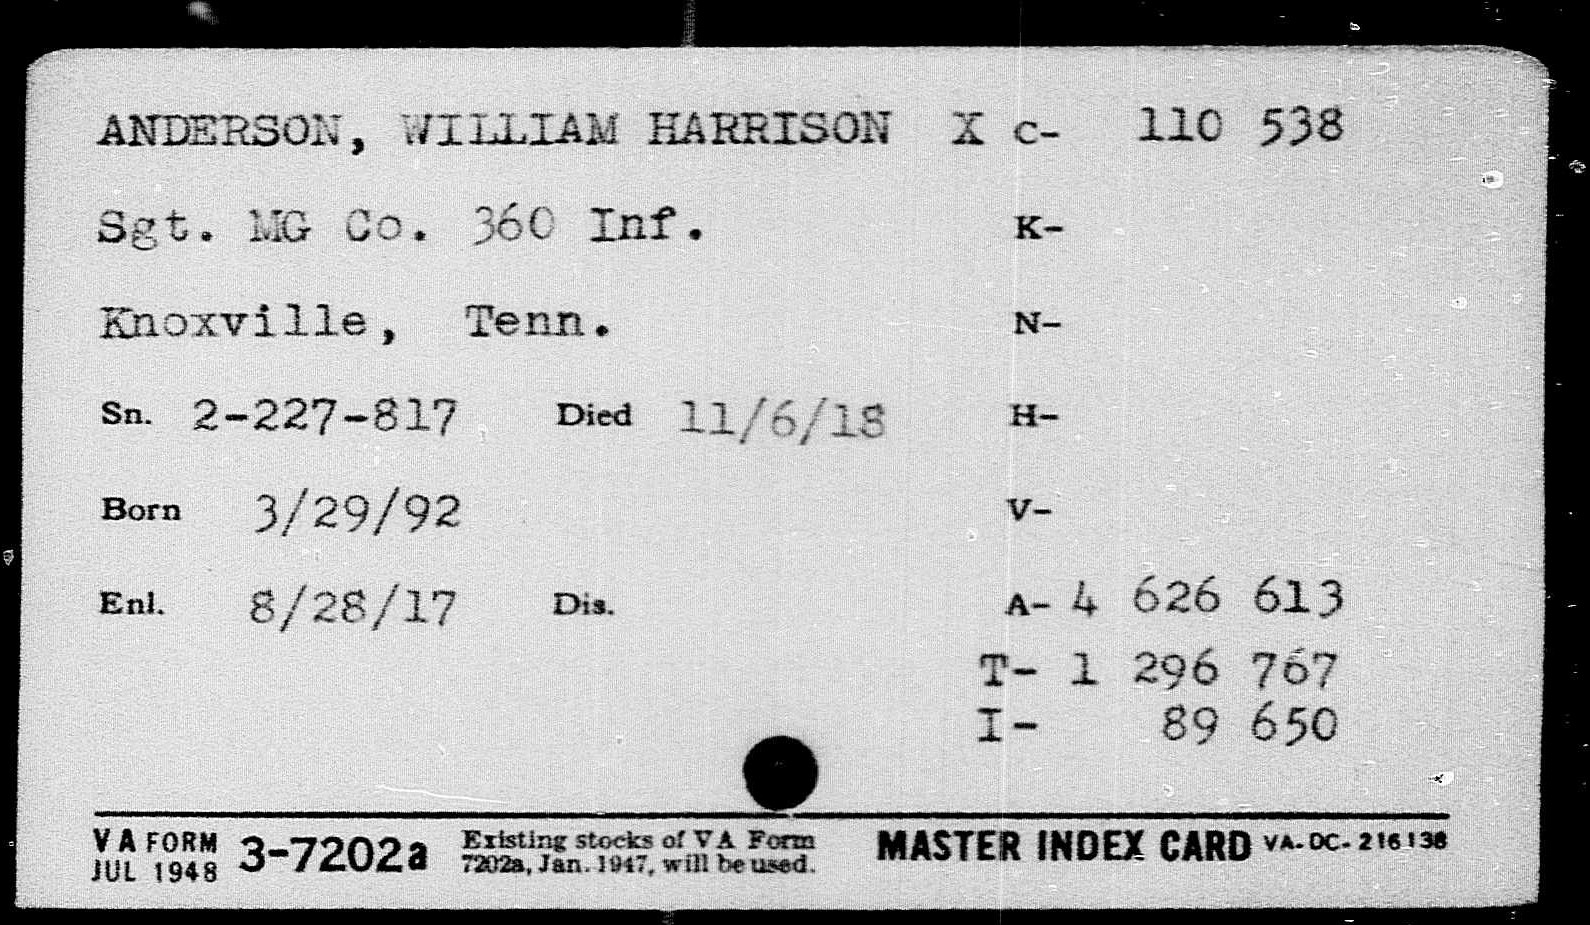 ANDERSON, WILLIAM HARRISON X C- 110 538
Sgt. MG Co. 360 Inf. K-
Knoxville, Tenn. N-
Sn. 2-227-817 Died 11/6/18 H-
Born 3/29/92 V-
Enl. 8/28/17 Dis. A- 4 626 613
T- 1 296 767
I- 89 650
VA FORM 3-7202a Existing stocks of VA Form MASTER INDEX CARD VA-DC-216138
JUL 1948 7202a, Jan. 1947, will be used.